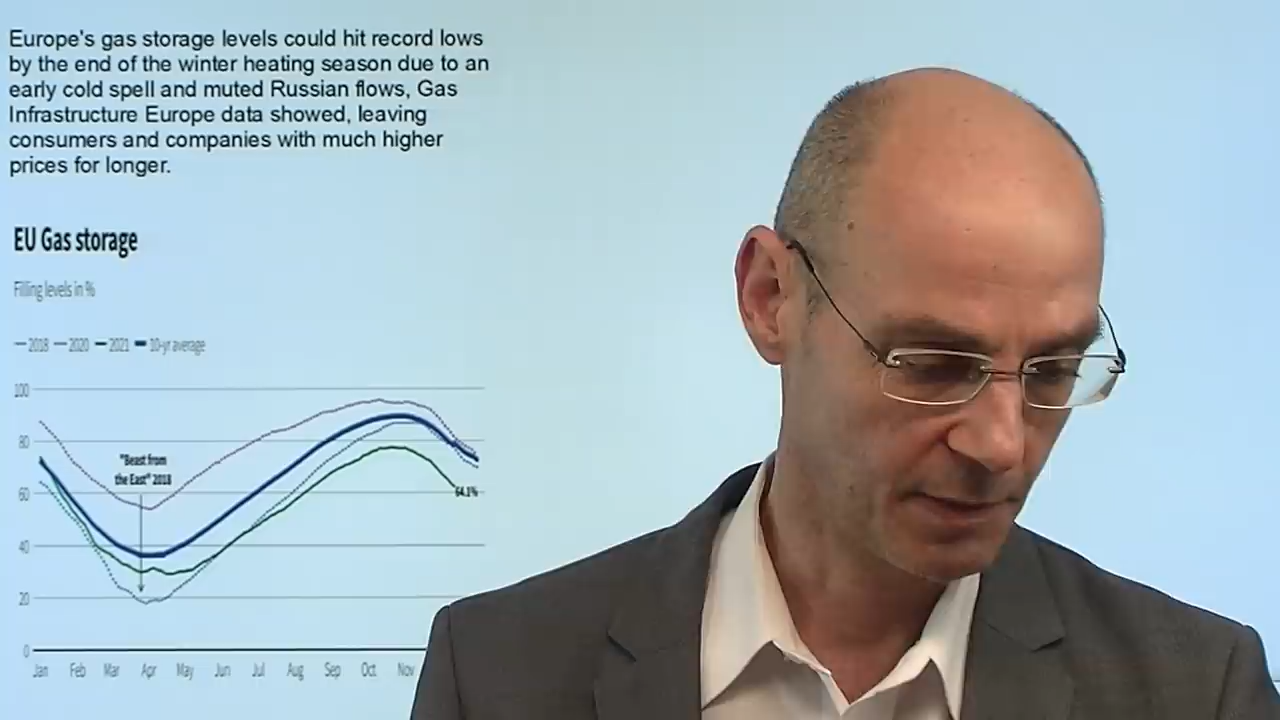 Europe's gas storage levels could hit record lows
by the end of the winter heating season due to an
early cold spell and muted Russian flows, Gas
Infrastructure Europe data showed, leaving
consumers and companies with much higher
prices for longer.
EU Gas storage
Filling levels in %
2018 2020 2021 10-yr average
100
80
"Beast from
the East" 2018
60
64.1%
40
20
0
Jan Feb Mar Apr May Jun Jul Aug Sep Oct Nov